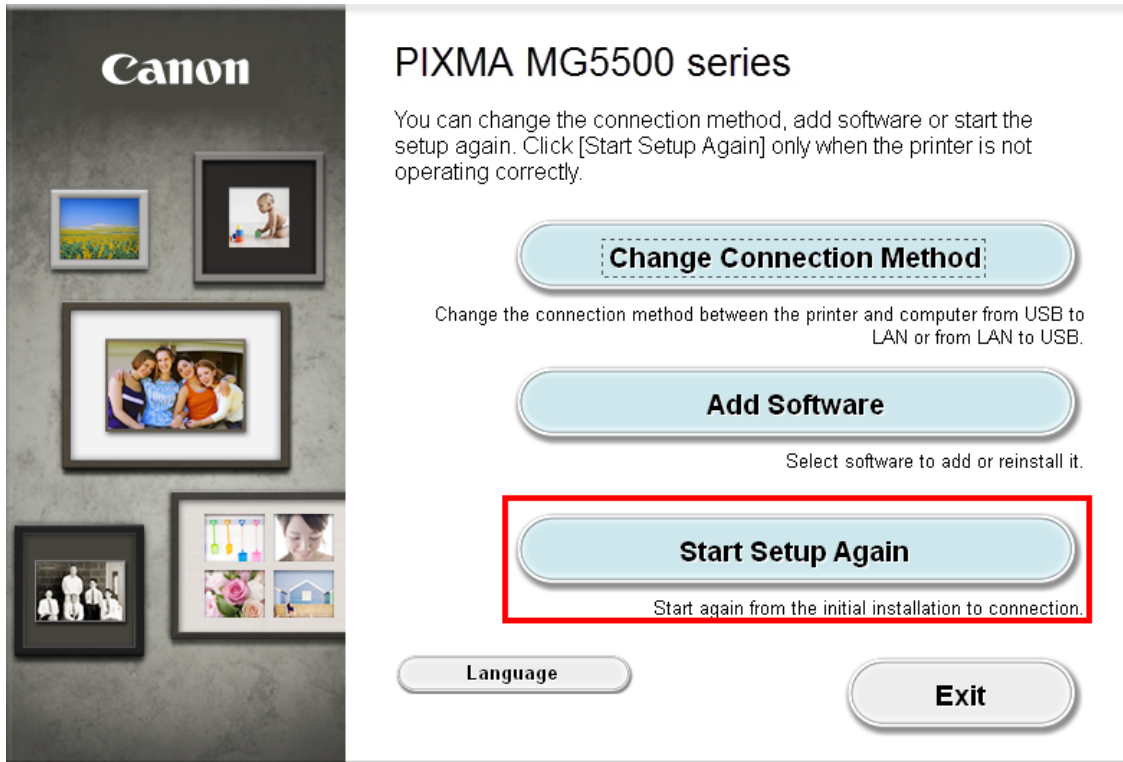 Canon
PIXMA MG5500 series
You can change the connection method, add software or start the
setup again. Click [Start Setup Again] only when the printer is not
operating correctly.
Change Connection Method
Change the connection method between the printer and computer from USB to
LAN or from LAN to USB.
Add Software
Select software to add or reinstall it.
Start Setup Again
Start again from the initial installation to connection.
Language
Exit